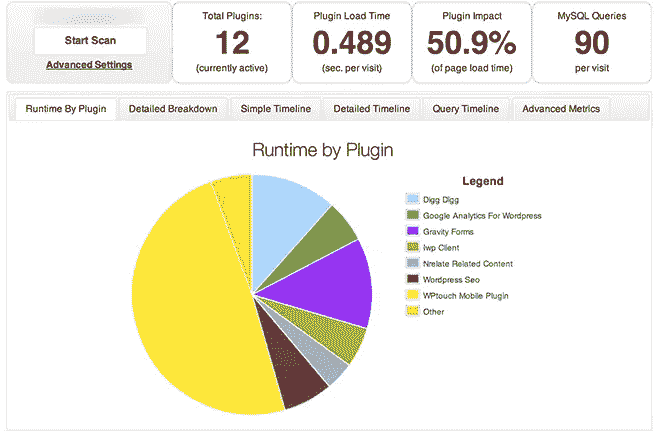 Start Scan
Advanced Settings
Total Plugins:
12
(currently active)
Plugin Load Time
0.489
(sec. per visit)
Plugin Impact
50.9%
(of page load time)
MySQL Queries
90
per visit
Runtime By Plugin
Detailed Breakdown
Simple Timeline
Detailed Timeline
Query Timeline
Advanced Metrics
Runtime by Plugin
Legend
Digg Digg
Google Analytics For Wordpress
Gravity Forms
Iwp Client
Nrelate Related Content
Wordpress Seo
WPtouch Mobile Plugin
Other